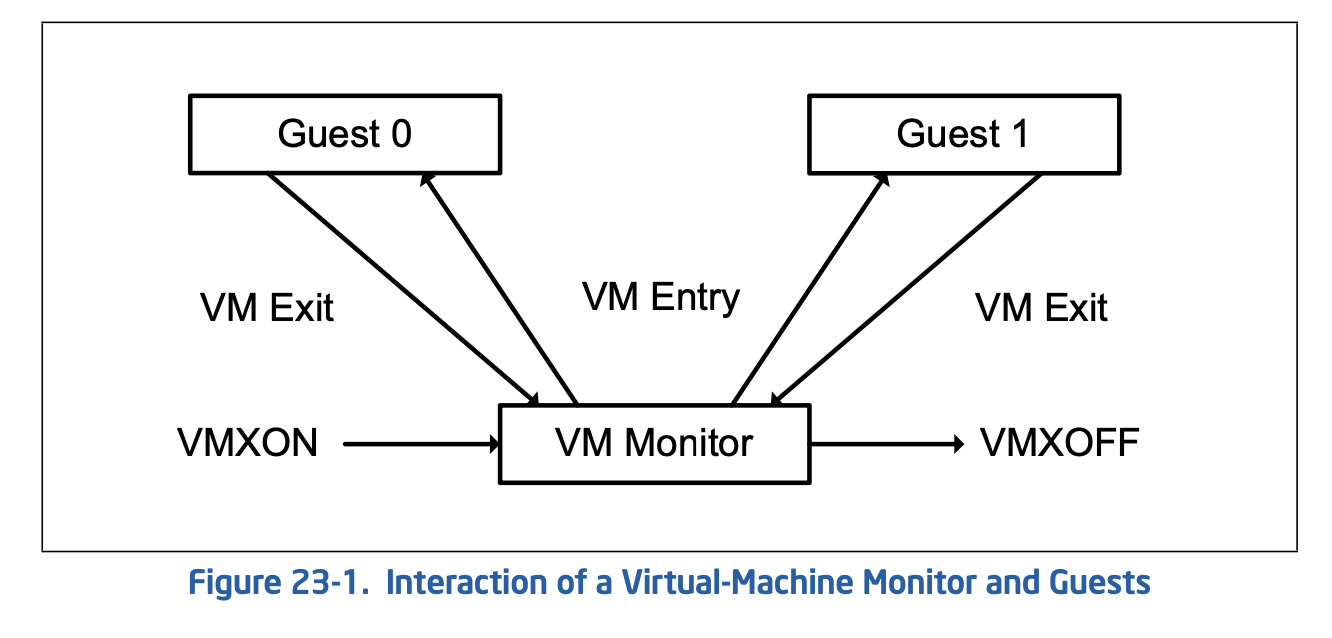 Guest 0
Guest 1
VM Exit
VM Entry
VM Exit
VMXON
VM Monitor
VMXOFF
Figure 23-1. Interaction of a Virtual-Machine Monitor and Guests